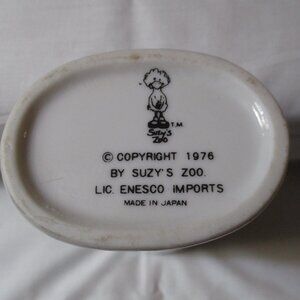 T.M.
Suzy's
Zoo
© COPYRIGHT 1976
BY SUZY'S ZOO.
LIC. ENESCO IMPORTS
MADE IN JAPAN